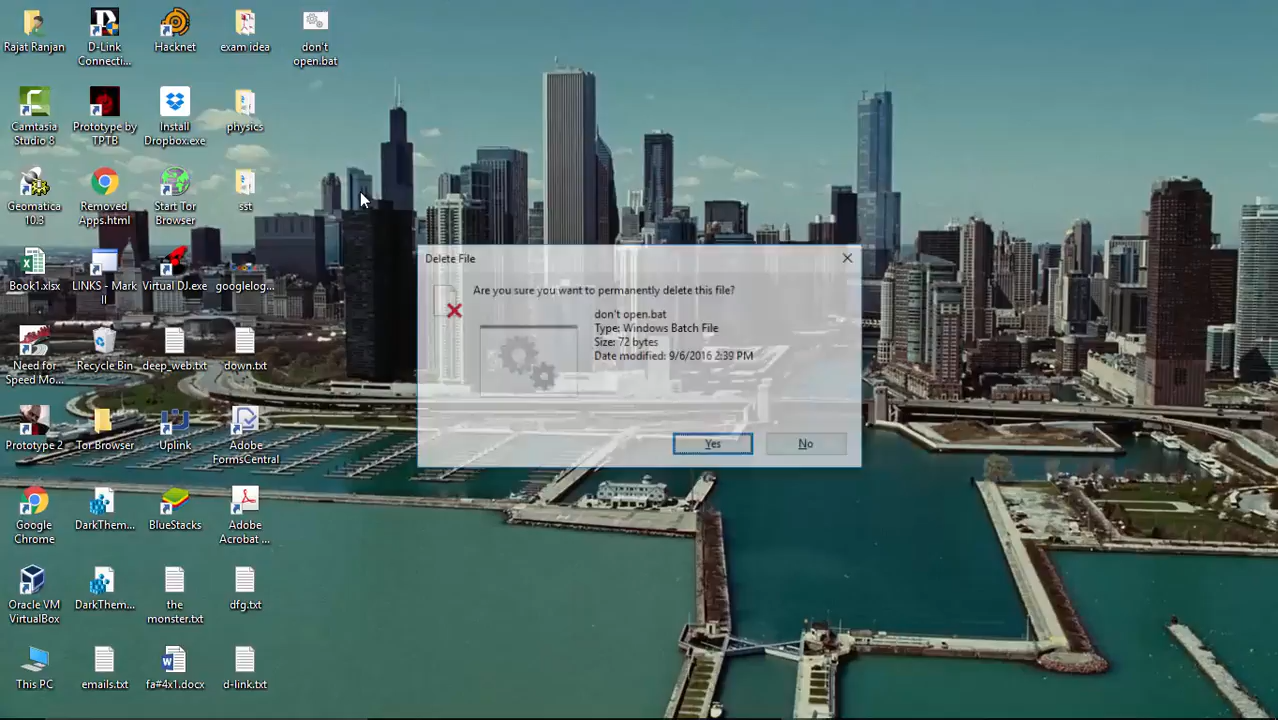 Rajat Ranjan
D-Link
Connecti...
Hacknet
exam idea
don't
open.bat
Camtasia
Studio 8
Prototype by
TPTB
Install
Dropbox.exe
physics
Geomatica
10.3
Removed
Apps.html
Start Tor
Browser
sst
Book1.xlsx
LINKS - Mark
II
Virtual DJ.exe
googlelog...
Need for
Speed Mo...
Recycle Bin
deep_web.txt
down.txt
Prototype 2
Tor Browser
Uplink
Adobe
FormsCentral
Google
Chrome
DarkThem...
BlueStacks
Adobe
Acrobat ...
Oracle VM
VirtualBox
DarkThem...
the
monster.txt
dfg.txt
This PC
emails.txt
fa#4x1.docx
d-link.txt
Delete File
Are you sure you want to permanently delete this file?
don't open.bat
Type: Windows Batch File
Size: 72 bytes
Date modified: 9/6/2016 2:39 PM
Yes
No